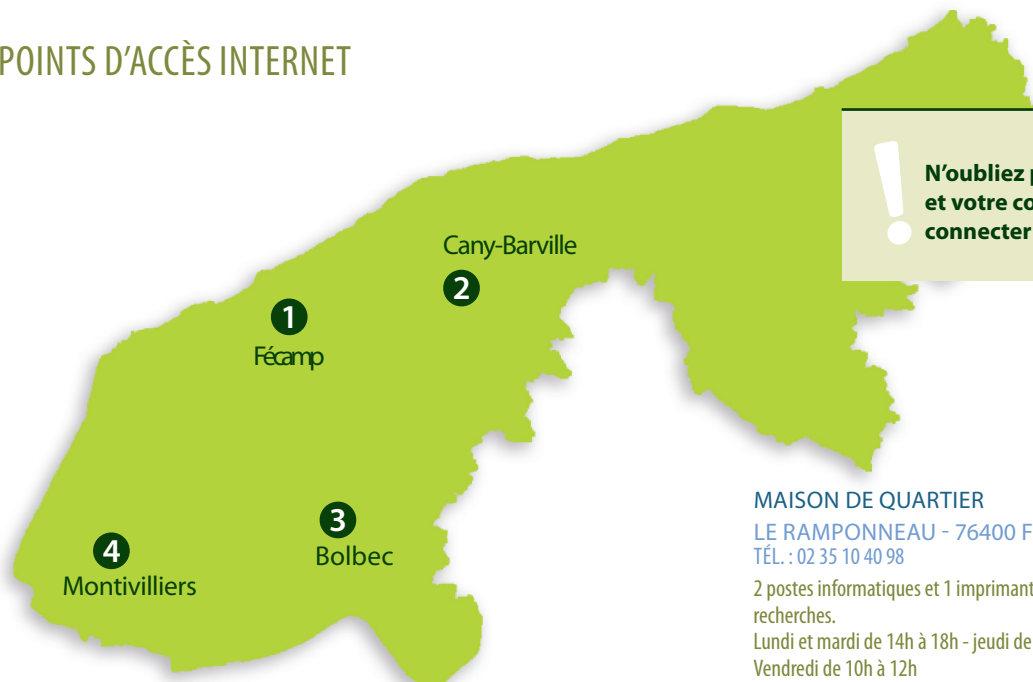 POINTS D'ACCÈS INTERNET
N'oubliez
et votre
connecter
Cany-Barville
2
1
Fécamp
3
Bolbec
4
Montivilliers
MAISON DE QUARTIER
LE RAMPONNEAU - 76400
TÉL. : 02 35 10 40 98
2 postes informatiques et 1
recherches.
Lundi et mardi de 14h à 18h - jeudi de
Vendredi de 10h à 12h